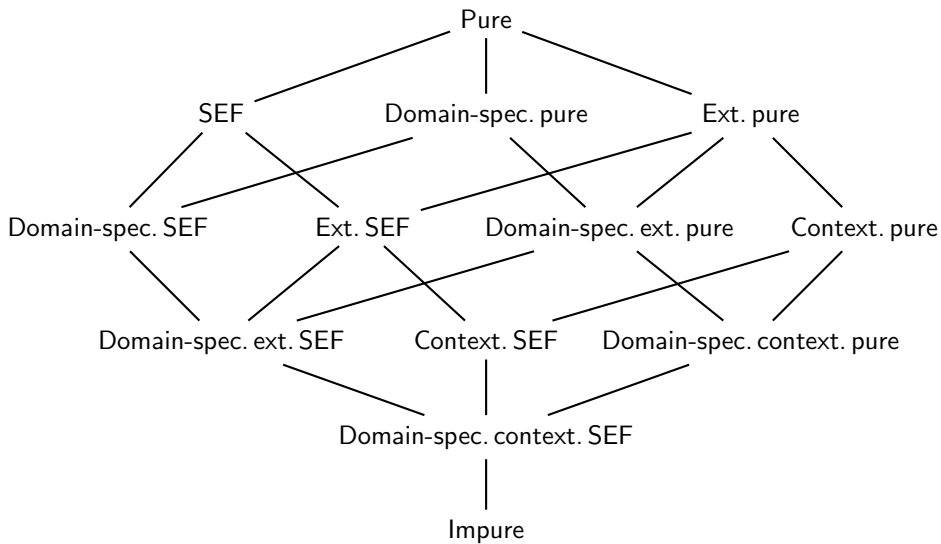 Pure
SEF
Domain-spec. pure
Ext. pure
Domain-spec. SEF
Ext. SEF
Domain-spec. ext. pure
Context. pure
Domain-spec. ext. SEF
Context. SEF
Domain-spec. context. pure
Domain-spec. context. SEF
Impure